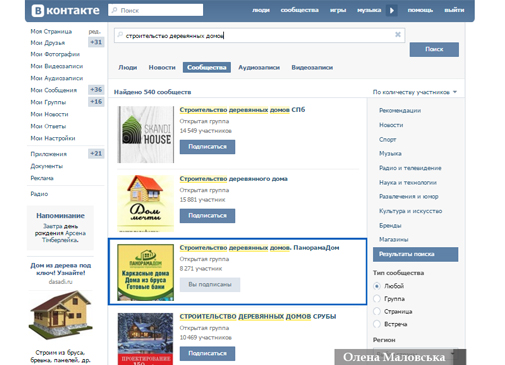 вконтакте
Поиск
люди сообщества игры музыка помощь выйти
Моя Страница ред.
Мои Друзья +31
Мои Фотографии
Мои Видеозаписи
Мои Аудиозаписи
Мои Сообщения +36
Мои Группы +16
Мои Новости
Мои Ответы
Мои Настройки
Приложения +21
Документы
Реклама
Радио
Напоминание
Завтра день
рождения Арсена
Тинберлейка.
Дом из дерева под
ключ! Узнайте!
dasadi.ru
Строим из бруса,
бревна, панелей, др.
строительство деревянных домов
Поиск
Люди Новости Сообщества Аудиозаписи Видеозаписи
Найдено 540 сообществ
По количеству участников
SKANDI
HOUSE
Строительство деревянных домов СПб
Открытая группа
14 549 участников
Подписаться
Дом
мечты
Строительство деревянного дома
Открытая группа
15 881 участник
Подписаться
ПАНОРАМАДОМ
Каркасные дома
Дома из бруса
Готовые бани
Строительство деревянных домов. ПанорамаДом
Открытая группа
8 271 участник
Вы подписаны
ПРОЕКТИРОВАНИЕ
СТРОИТЕЛЬСТВО ДЕРЕВЯННЫХ ДОМОВ СРУБЫ
Открытая группа
10 469 участников
Подписаться
Рекомендации
Новости
Спорт
Музыка
Радио и телевидение
Наука и технологии
Развлечения и юмор
Культура и искусство
Бренды
Магазины
Результаты поиска
Тип сообщества
Любой
Группа
Страница
Встреча
Регион
Олена Маловська